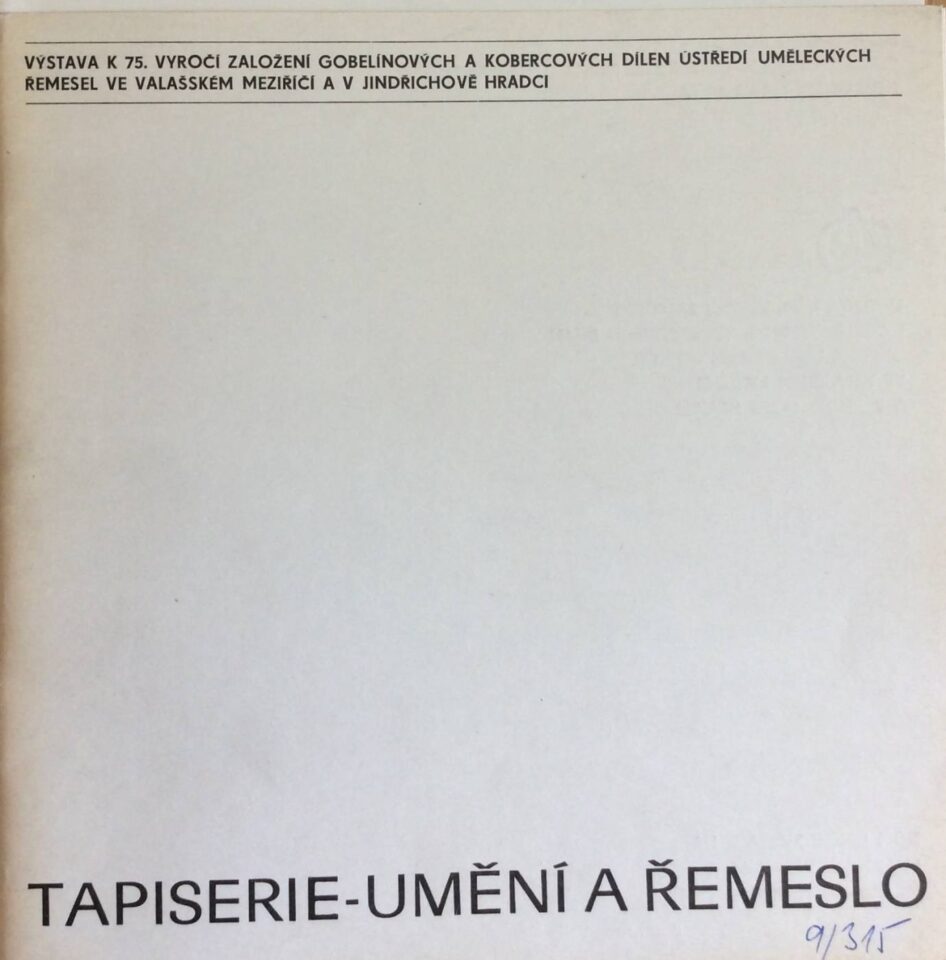 VÝSTAVA K 75. VYROČÍ ZALOŽENÍ GOBELÍNOVÝCH A KOBERCOVÝCH DÍLEN ÚSTŘEDÍ UMĚLECKÝCH
ŘEMESEL VE VALAŠSKÉM MEZIŘÍČÍ A V JINDŘICHOVĚ HRADCI
TAPISERIE-UMĚNÍ A ŘEMESLO
9/315